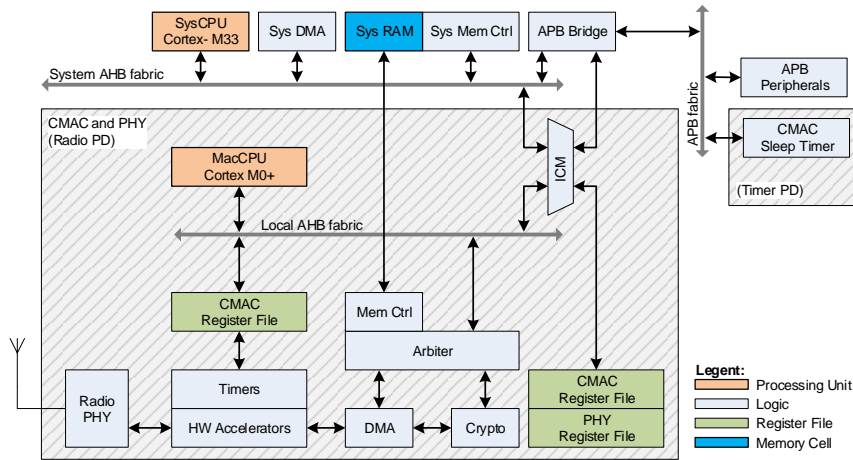 SysCPU
Cortex- M33
Sys DMA
Sys RAM
Sys Mem Ctrl
APB Bridge
System AHB fabric
APB fabric
APB
Peripherals
CMAC
Sleep Timer
(Timer PD)
CMAC and PHY
(Radio PD)
MacCPU
Cortex M0+
ICM
Local AHB fabric
CMAC
Register File
Mem Ctrl
Arbiter
Radio
PHY
Timers
HW Accelerators
DMA
Crypto
CMAC
Register File
PHY
Register File
Legent:
Processing Unit
Logic
Register File
Memory Cell